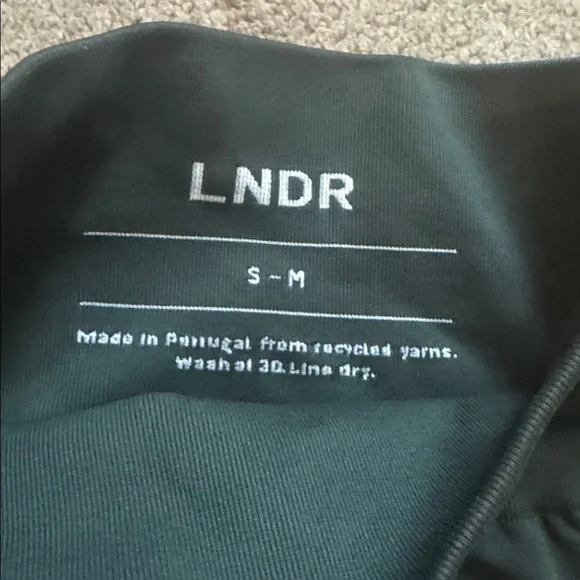 LNDR
S - M
Made in Portugal from recycled yarns.
Wash at 30. Line dry.